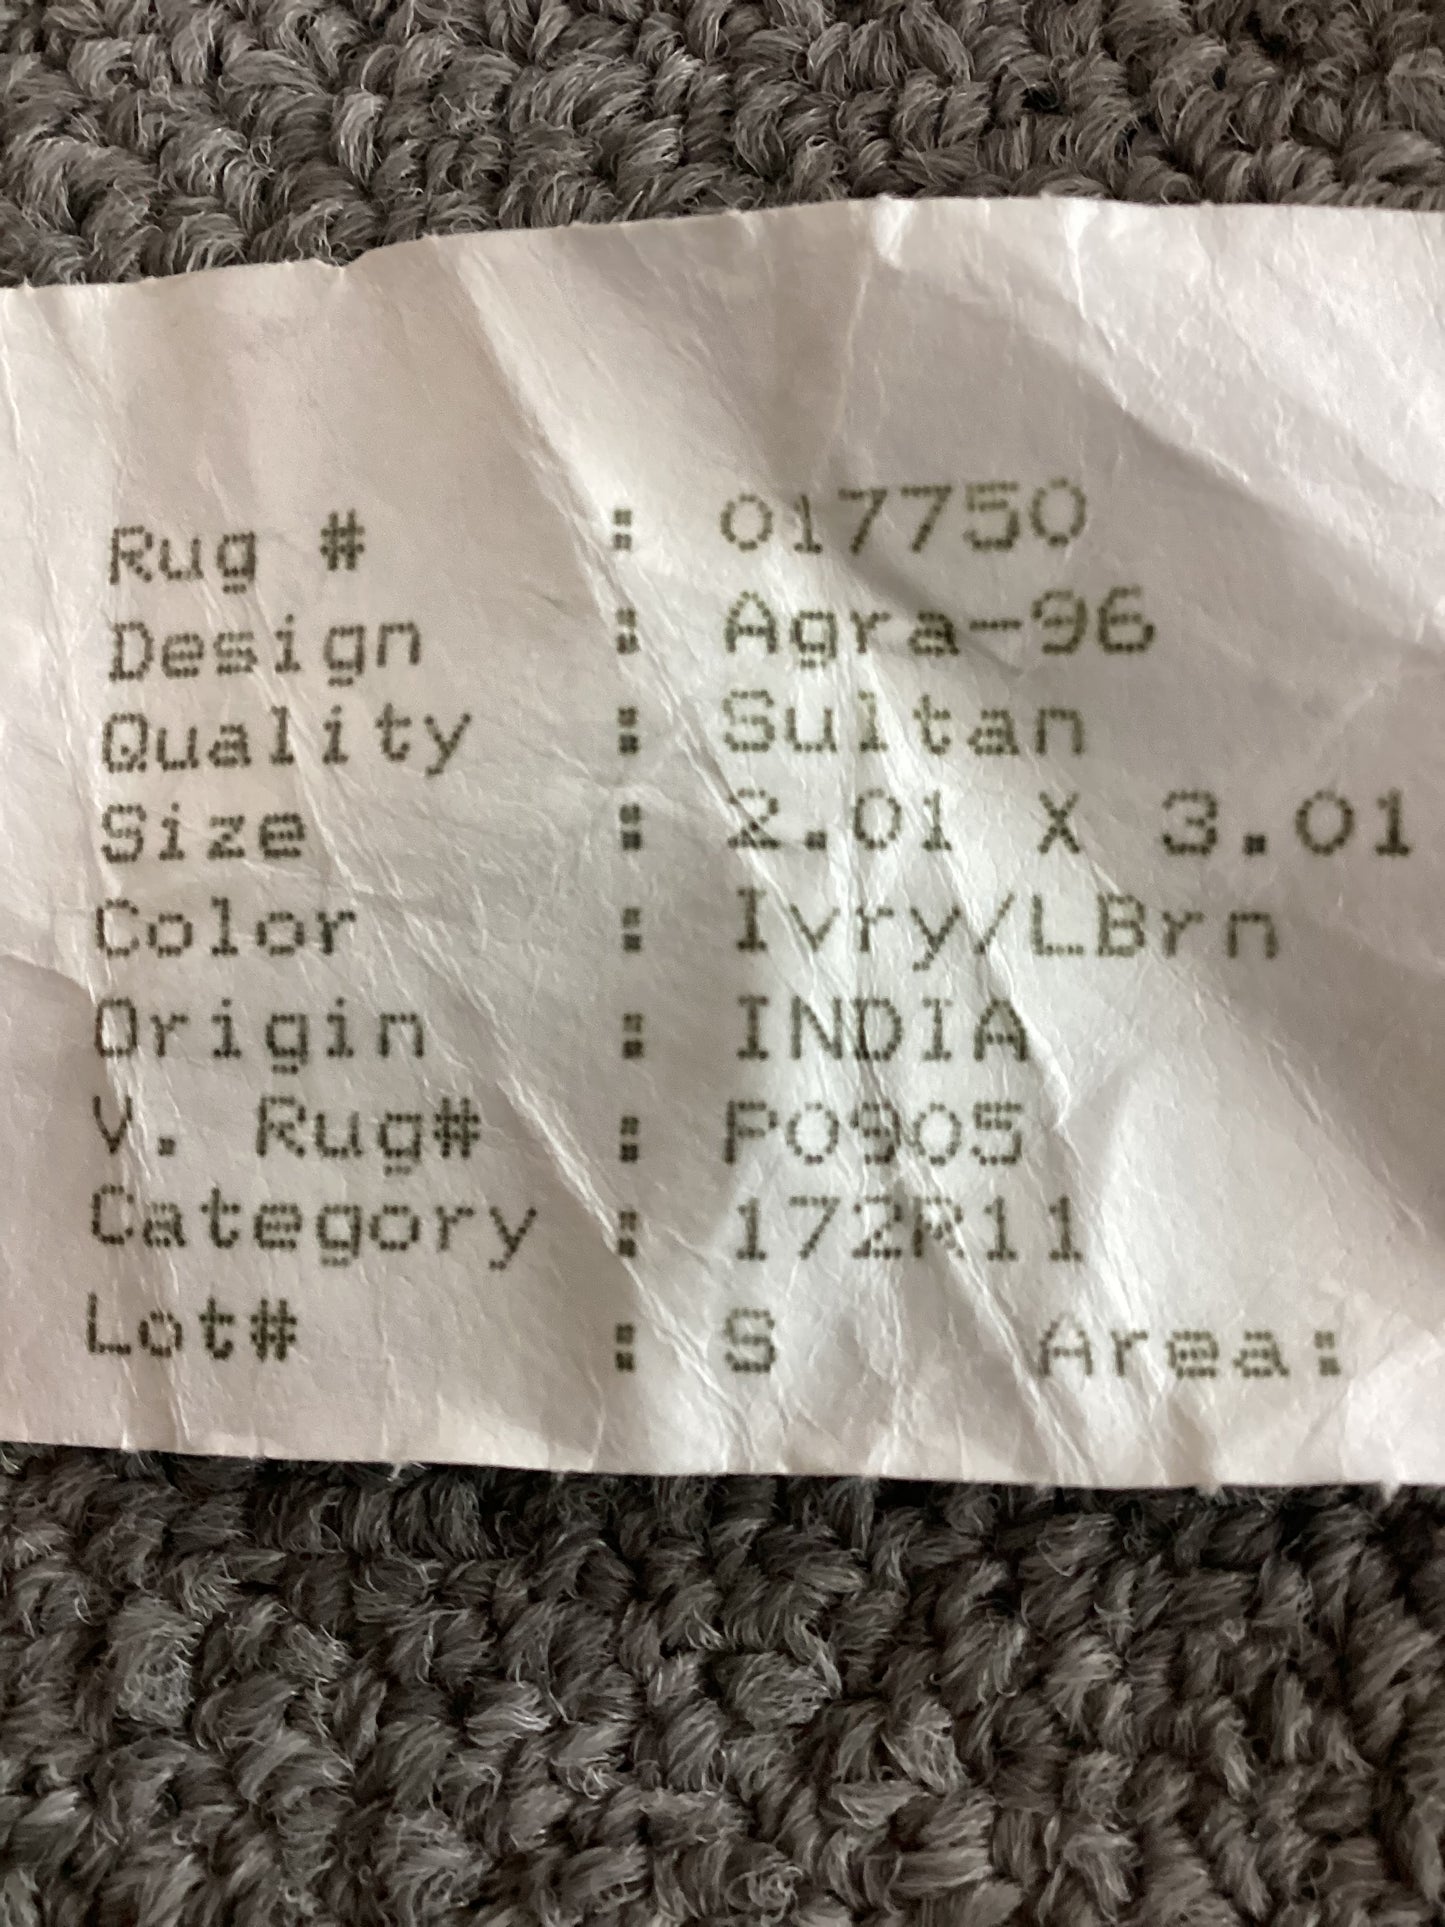 Rug # : 017750
Design : Agra-96
Quality : Sultan
Size : 2.01 X 3.01
Color : Ivry/LBrn
Origin : INDIA
V. Rug# : P0905
Category : 172R11
Lot# : S Area: